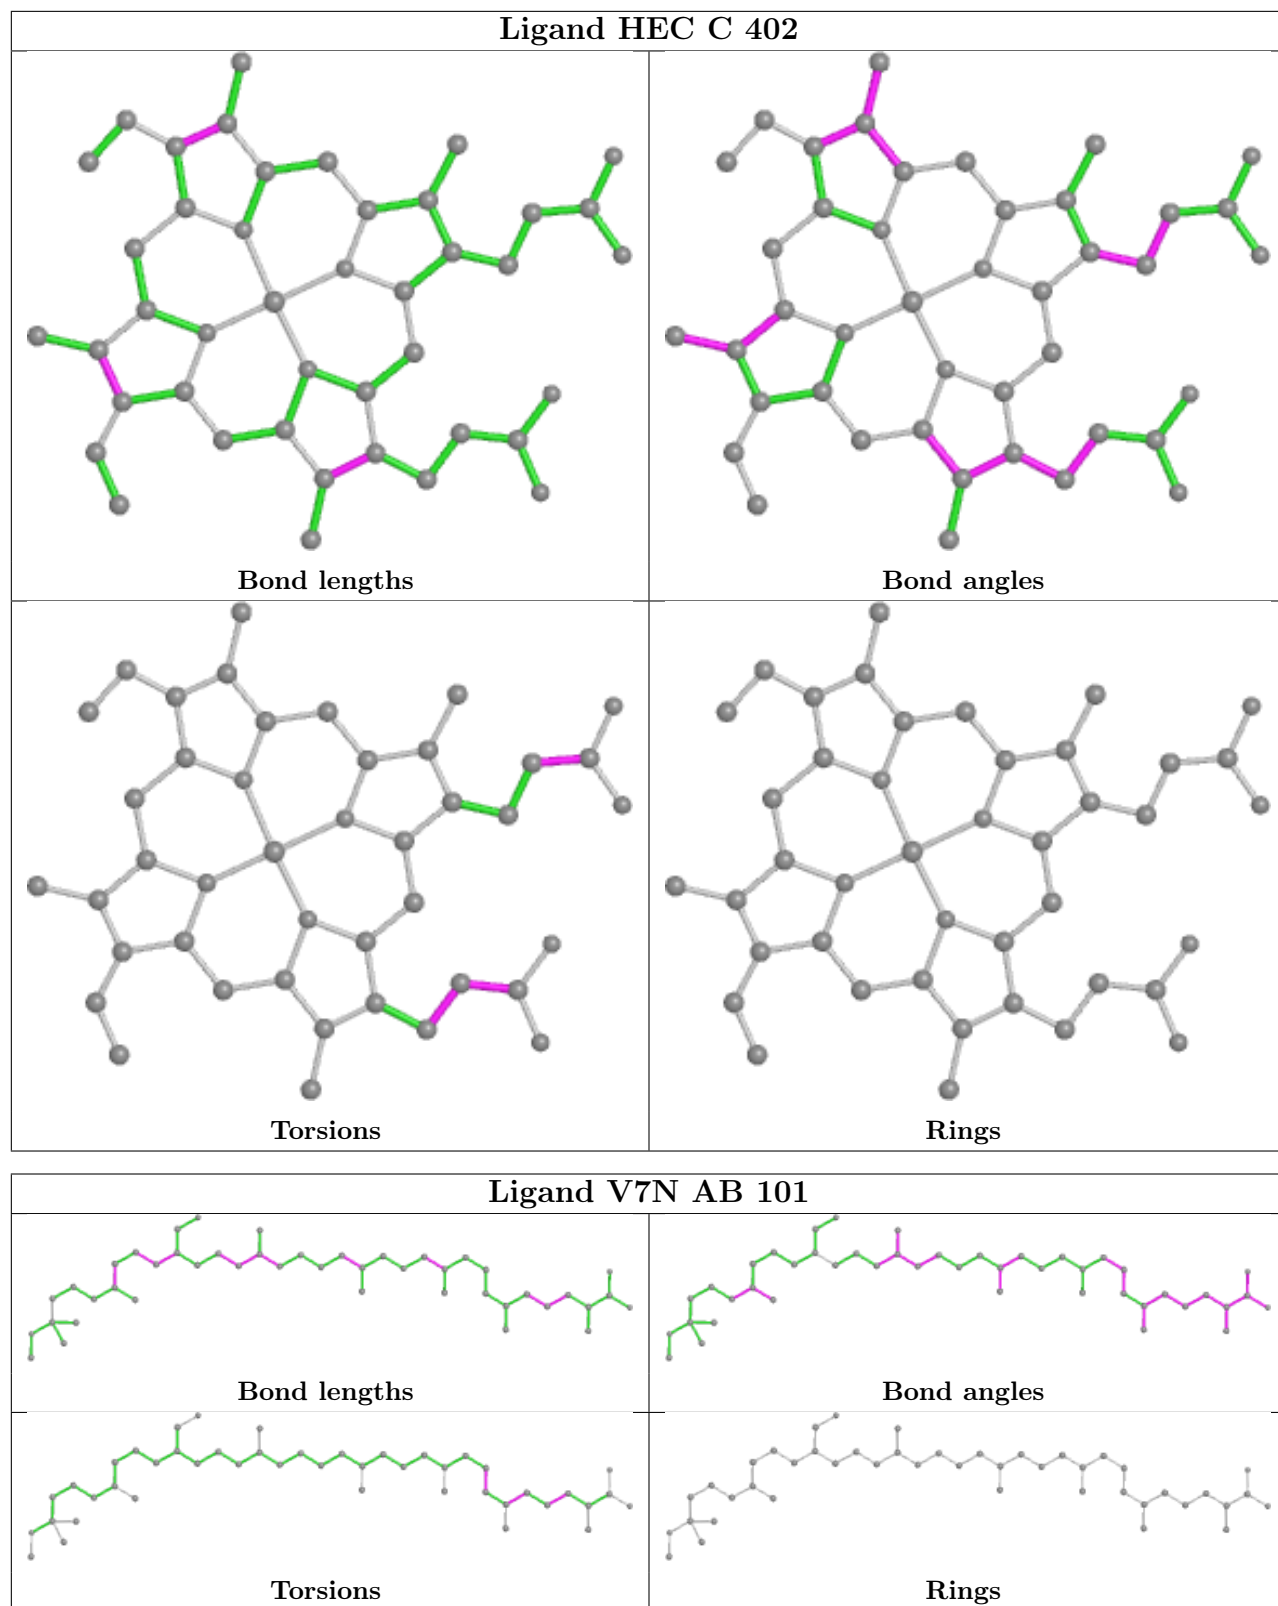 Ligand HEC C 402
Bond lengths
Bond angles
Torsions
Rings
Ligand V7N AB 101
Bond lengths
Bond angles
Torsions
Rings